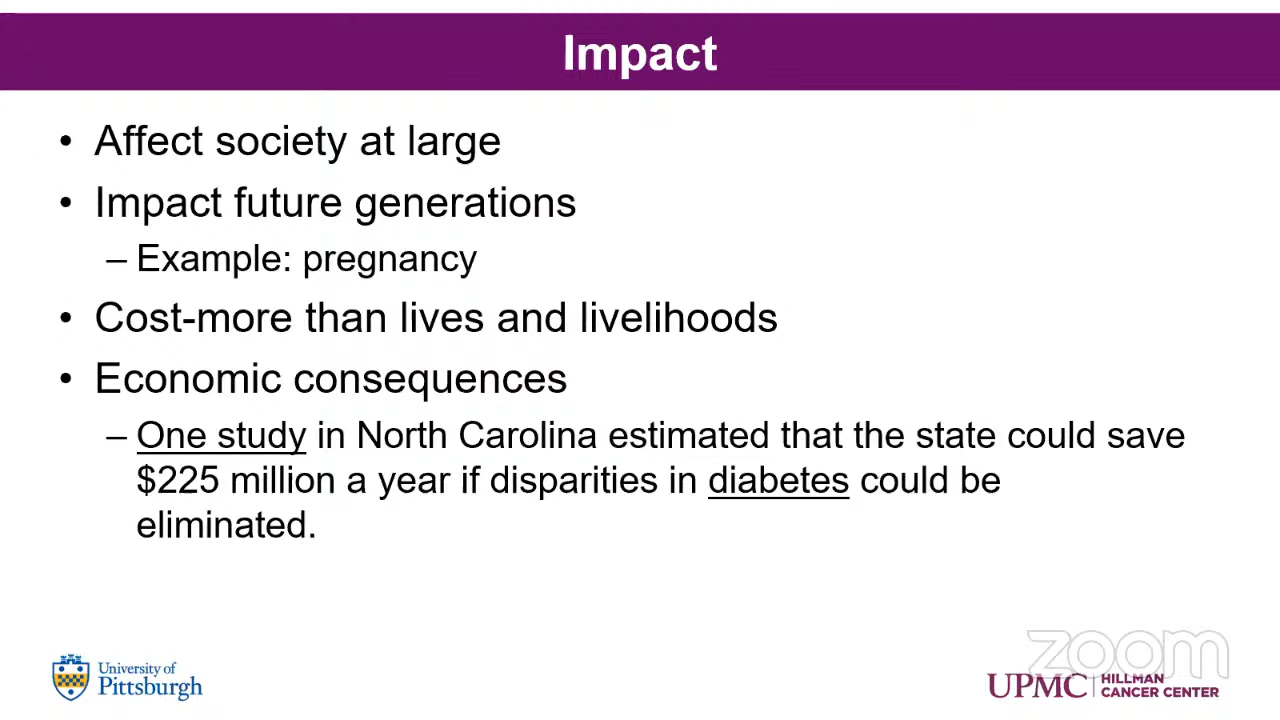 Impact
• Affect society at large
• Impact future generations
– Example: pregnancy
• Cost-more than lives and livelihoods
• Economic consequences
– One study in North Carolina estimated that the state could save
$225 million a year if disparities in diabetes could be
eliminated.
University of
Pittsburgh
zoom
UPMC
HILLMAN
CANCER CENTER